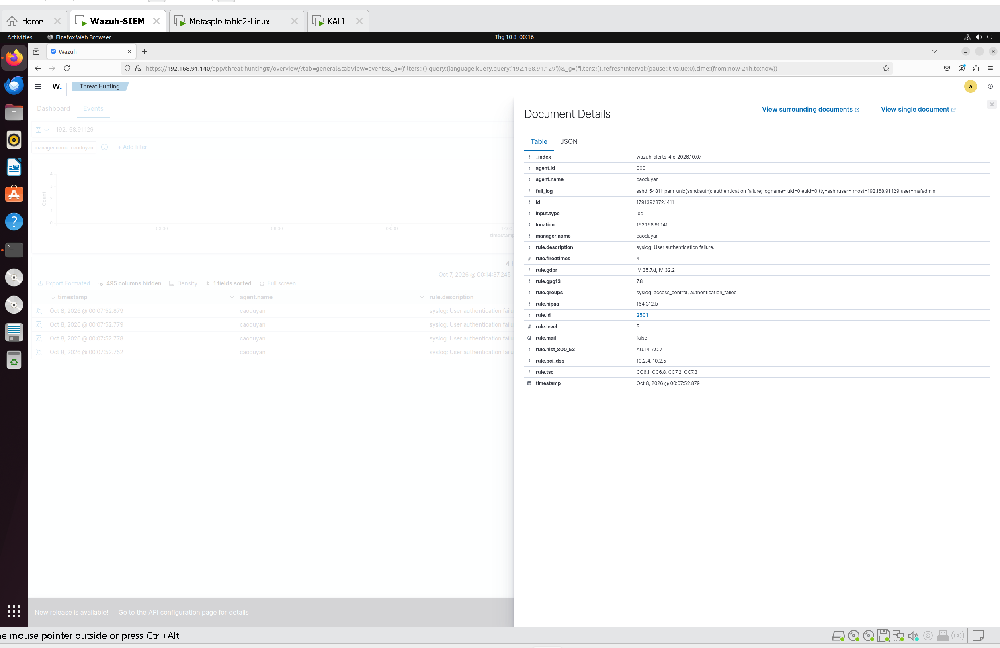 Home
Wazuh-SIEM
Metasploitable2-Linux
KALI
Activities
Firefox Web Browser
Thg 10 8 00:16
Wazuh
https://192.168.91.140/app/threat-hunting#/overview/?tab=general&tabView=events&_a=(filters:!(),query:(language:kuery,query:'192.168.91.129'))&_g=(filters:!(),refreshInterval:(pause:!t,value:0),time:(from:now-24h,to:now))
W.
Threat Hunting
a
Dashboard
Events
192.168.91.129
manager.name: caoduyan
+ Add filter
Count
4
3
2
1
0
03:00
06:00
09:00
12:00
timestamp
4
Oct 7, 2026 @ 00:14:37.245 -
Export Formated
495 columns hidden
Density
1 fields sorted
Full screen
timestamp agent.name rule.description
Oct 8, 2026 @ 00:07:52.879 caoduyan syslog: User authentication failu
Oct 8, 2026 @ 00:07:52.779 caoduyan syslog: User authentication failu
Oct 8, 2026 @ 00:07:52.778 caoduyan syslog: User authentication failu
Oct 8, 2026 @ 00:07:52.752 caoduyan syslog: User authentication failu
Document Details
View surrounding documents
View single document
Table
JSON
t _index wazuh-alerts-4.x-2026.10.07
t agent.id 000
t agent.name caoduyan
t full_log sshd[5481]: pam_unix(sshd:auth): authentication failure; logname= uid=0 euid=0 tty=ssh ruser= rhost=192.168.91.129 user=msfadmin
t id 1791392872.1411
t input.type log
t location 192.168.91.141
t manager.name caoduyan
t rule.description syslog: User authentication failure.
# rule.firedtimes 4
t rule.gdpr IV_35.7.d, IV_32.2
t rule.gpg13 7.8
t rule.groups syslog, access_control, authentication_failed
t rule.hipaa 164.312.b
t rule.id 2501
# rule.level 5
rule.mail false
t rule.nist_800_53 AU.14, AC.7
t rule.pci_dss 10.2.4, 10.2.5
t rule.tsc CC6.1, CC6.8, CC7.2, CC7.3
timestamp Oct 8, 2026 @ 00:07:52.879
New release is available!
Go to the API configuration page for details
e mouse pointer outside or press Ctrl+Alt.